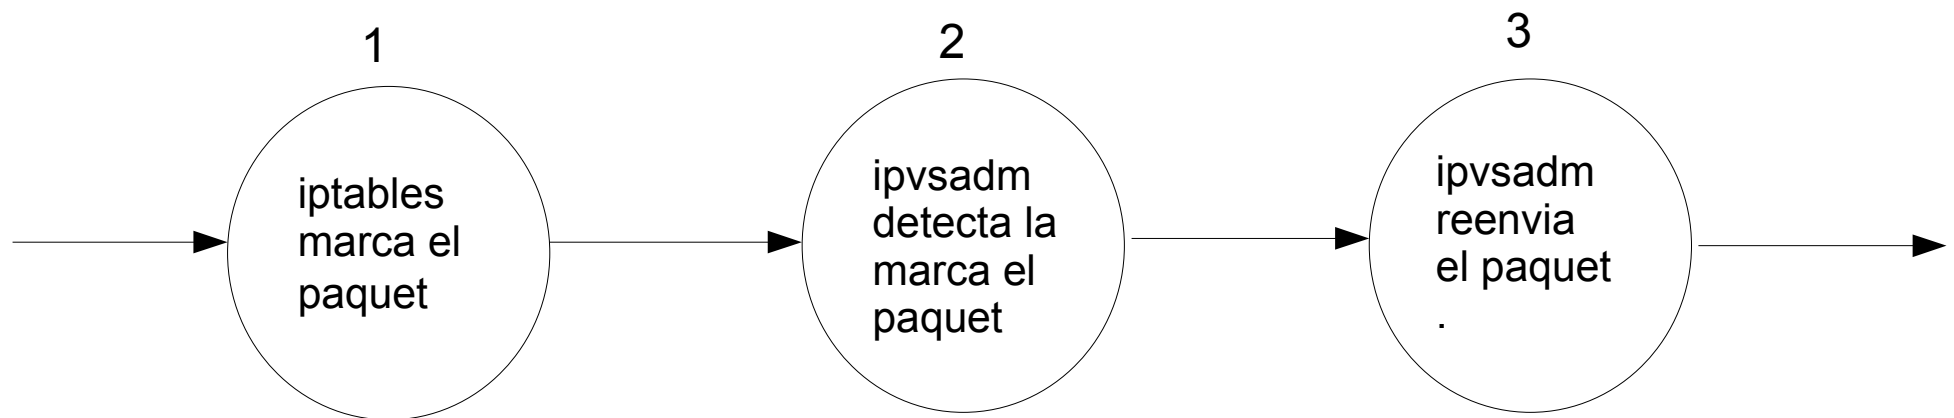 1
iptables
marca el
paquet
2
ipvsadm
detecta la
marca el
paquet
3
ipvsadm
reenvia
el paquet
.